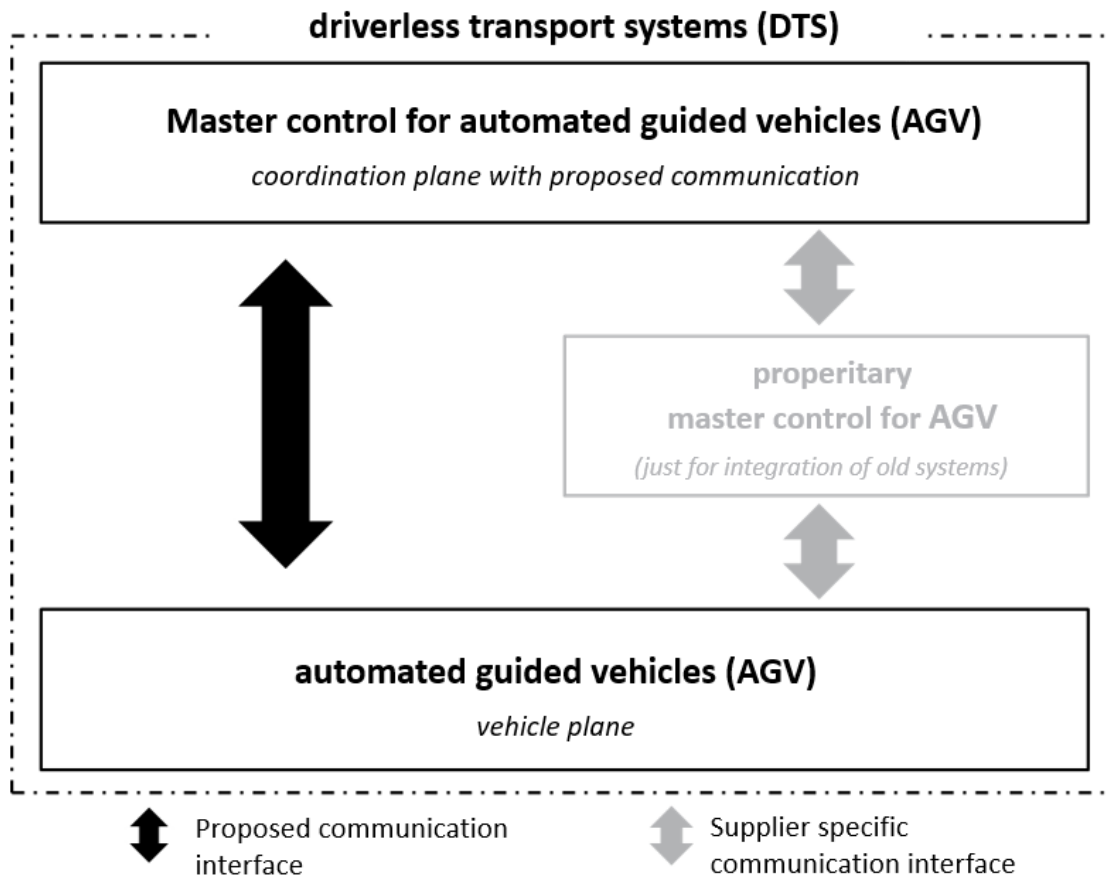 driverless transport systems (DTS)
Master control for automated guided vehicles (AGV)
coordination plane with proposed communication
properitary
master control for AGV
(just for integration of old systems)
automated guided vehicles (AGV)
vehicle plane
Proposed communication
interface
Supplier specific
communication interface